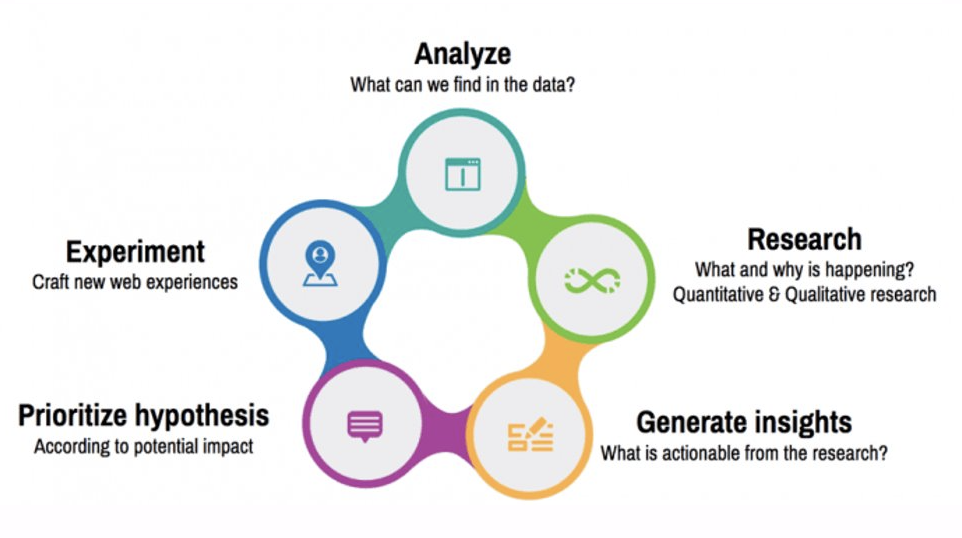 Analyze
What can we find in the data?
Research
What and why is happening?
Quantitative & Qualitative research
Generate insights
What is actionable from the research?
Prioritize hypothesis
According to potential impact
Experiment
Craft new web experiences